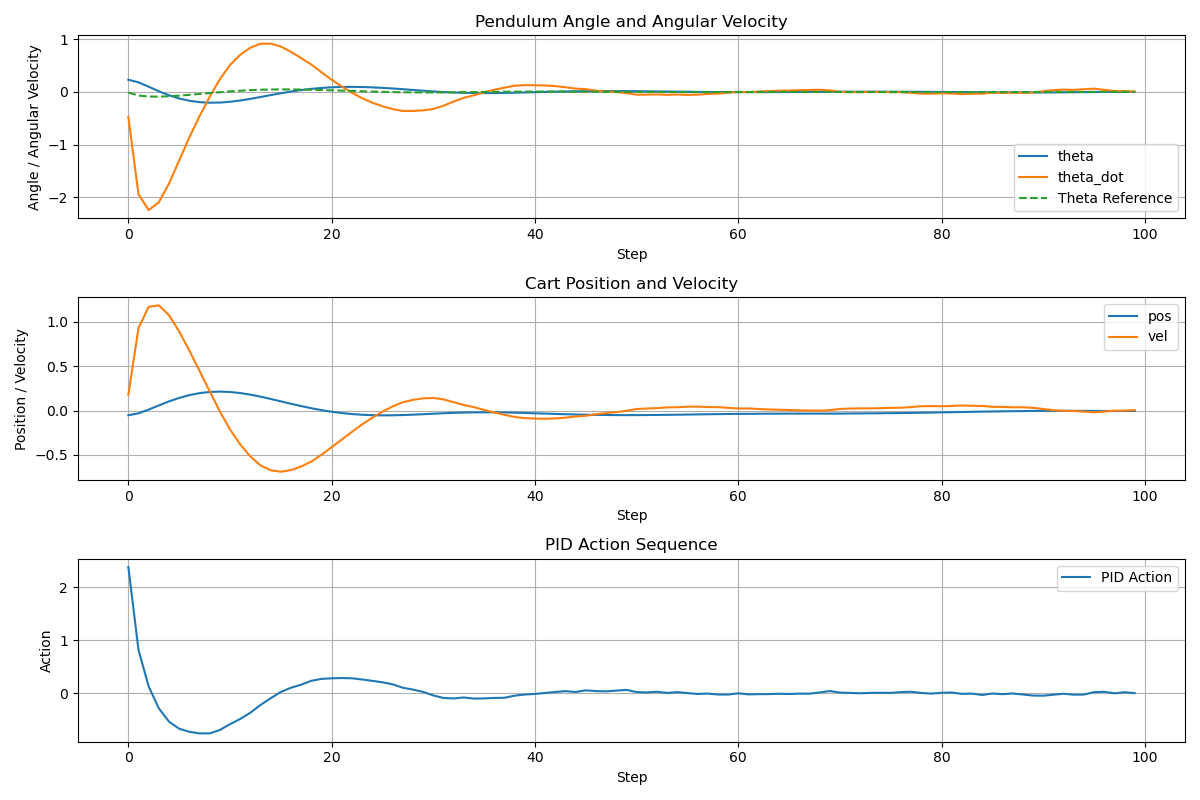 Pendulum Angle and Angular Velocity
Angle / Angular Velocity
1
0
−1
−2
theta
theta_dot
Theta Reference
0 20 40 60 80 100
Step
Cart Position and Velocity
Position / Velocity
1.0
0.5
0.0
−0.5
pos
vel
0 20 40 60 80 100
Step
PID Action Sequence
Action
2
1
0
PID Action
0 20 40 60 80 100
Step